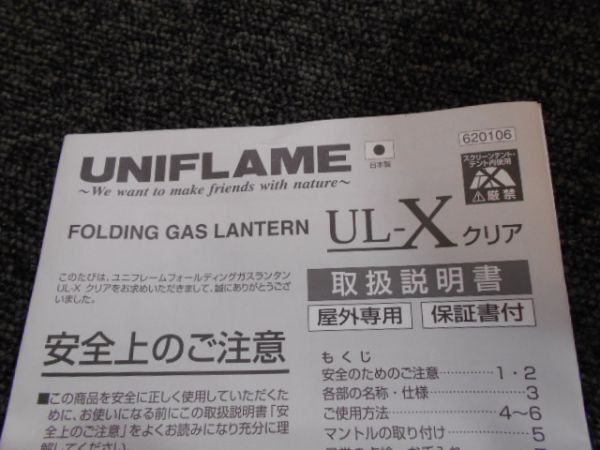 620106
UNIFLAME
~We want to make friends with nature~
日本製
スクリーンテント・
テント内使用
厳禁
FOLDING GAS LANTERN
UL-X クリア
このたびは、ユニフレームフォールディングガスランタン
UL-X クリアをお求めいただきまして、誠にありがとうござ
いました。
取扱説明書
屋外専用
保証書付
安全上のご注意
■この商品を安全に正しく使用していただくた
めに、お使いになる前にこの取扱説明書「安
全上のご注意」をよくお読みになり充分に理
解してください。
もくじ
安全のためのご注意…………1・2
各部の名称・仕様……………3
ご使用方法………………4～6
マントルの取り付け…………5